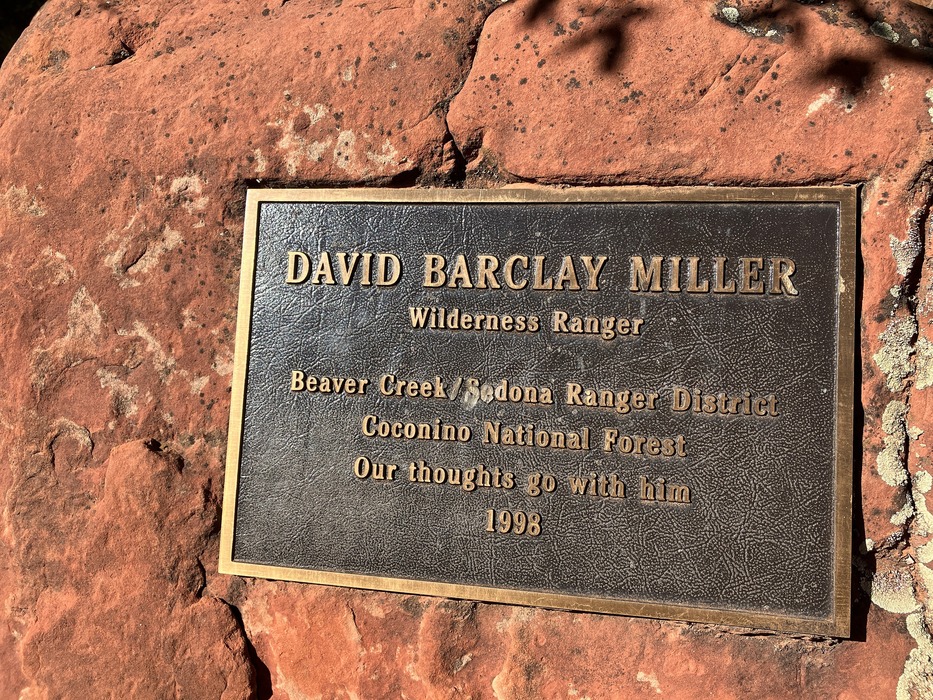 DAVID BARCLAY MILLER
Wilderness Ranger
Beaver Creek/Sedona Ranger District
Coconino National Forest
Our thoughts go with him
1998